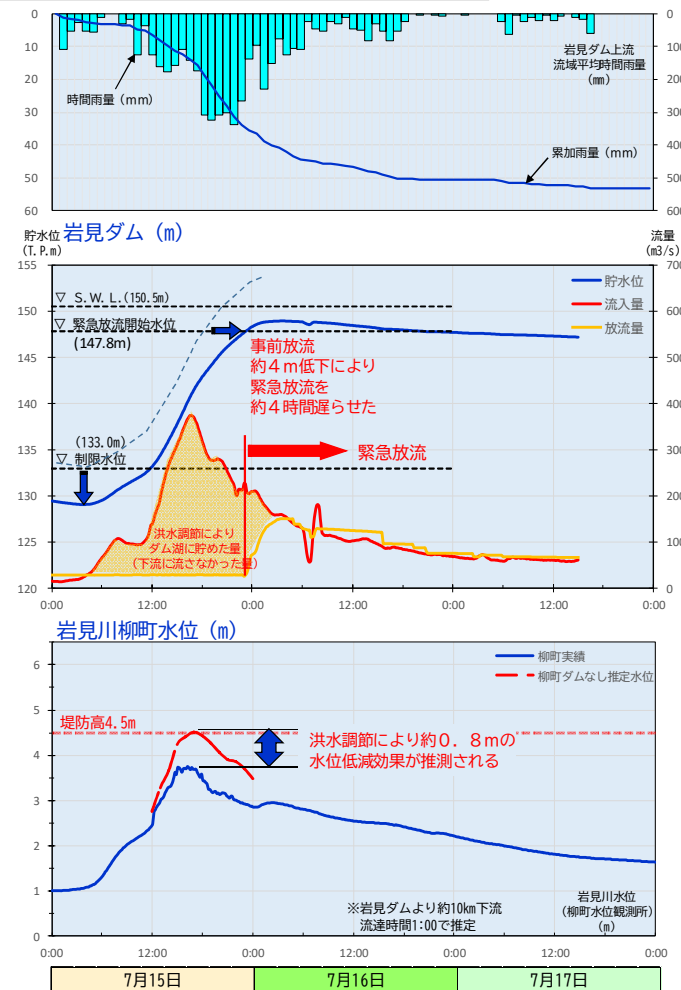 0
10
20
30
40
50
60
0
100
200
300
400
500
600
岩見ダム上流
流域平均時間雨量
(㎜)
時間雨量(mm)
累加雨量(mm)
貯水位
(T.P.m)
岩見ダム(m)
流量
(m3/s)
155
150
145
140
135
130
125
120
700
600
500
400
300
200
100
0
▽ S.W.L.(150.5m)
▽ 緊急放流開始水位
(147.8m)
貯水位
流入量
放流量
事前放流
約4m低下により
緊急放流を
約4時間遅らせた
(133.0m)
▽ 制限水位
緊急放流
洪水調節により
ダム湖に貯めた量
(下流に流さなかった量)
0:00 12:00 0:00 12:00 0:00 12:00 0:00
岩見川柳町水位(m)
6
5
4
3
2
1
0
柳町実績
柳町ダムなし推定水位
堤防高4.5m
洪水調節により約0.8mの
水位低減効果が推測される
※岩見ダムより約10km下流
流達時間1:00で推定
岩見川水位
(柳町水位観測所)
(m)
0:00 12:00 0:00 12:00 0:00 12:00 0:00
7月15日 7月16日 7月17日